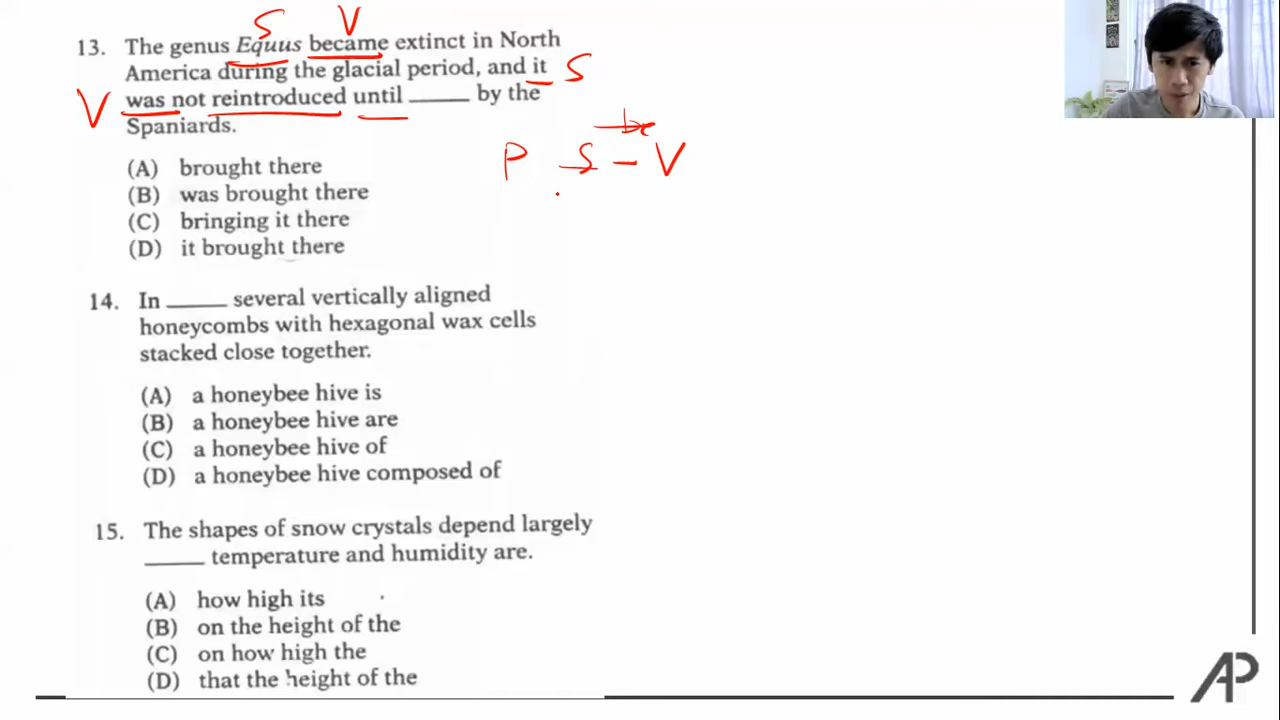 S V
13. The genus Equus became extinct in North
America during the glacial period, and it S
V was not reintroduced until _____ by the
Spaniards.
be
P S – V
(A) brought there
(B) was brought there
(C) bringing it there
(D) it brought there
14. In _____ several vertically aligned
honeycombs with hexagonal wax cells
stacked close together.
(A) a honeybee hive is
(B) a honeybee hive are
(C) a honeybee hive of
(D) a honeybee hive composed of
15. The shapes of snow crystals depend largely
_____ temperature and humidity are.
(A) how high its
(B) on the height of the
(C) on how high the
(D) that the height of the
AP